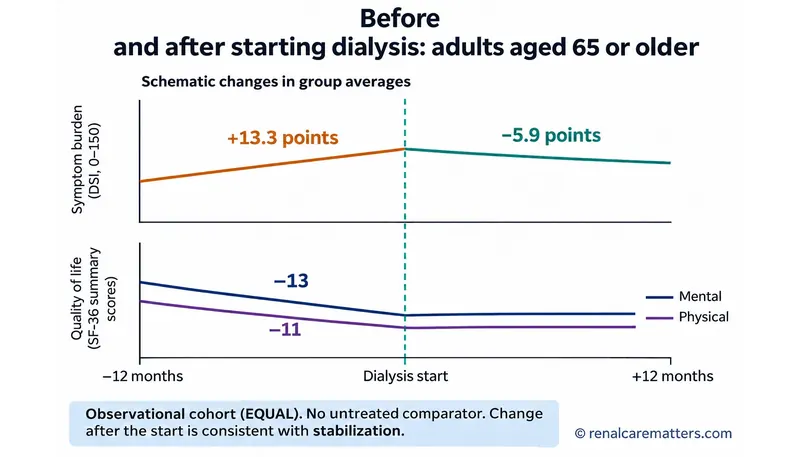 Before
and after starting dialysis: adults aged 65 or older
Schematic changes in group averages
Symptom burden
(DSI, 0–150)
+13.3 points
–5.9 points
Quality of life
(SF-36 summary
scores)
–13
–11
Mental
Physical
–12 months
Dialysis start
+12 months
Observational cohort (EQUAL). No untreated comparator. Change
after the start is consistent with stabilization.
© renalcarematters.com